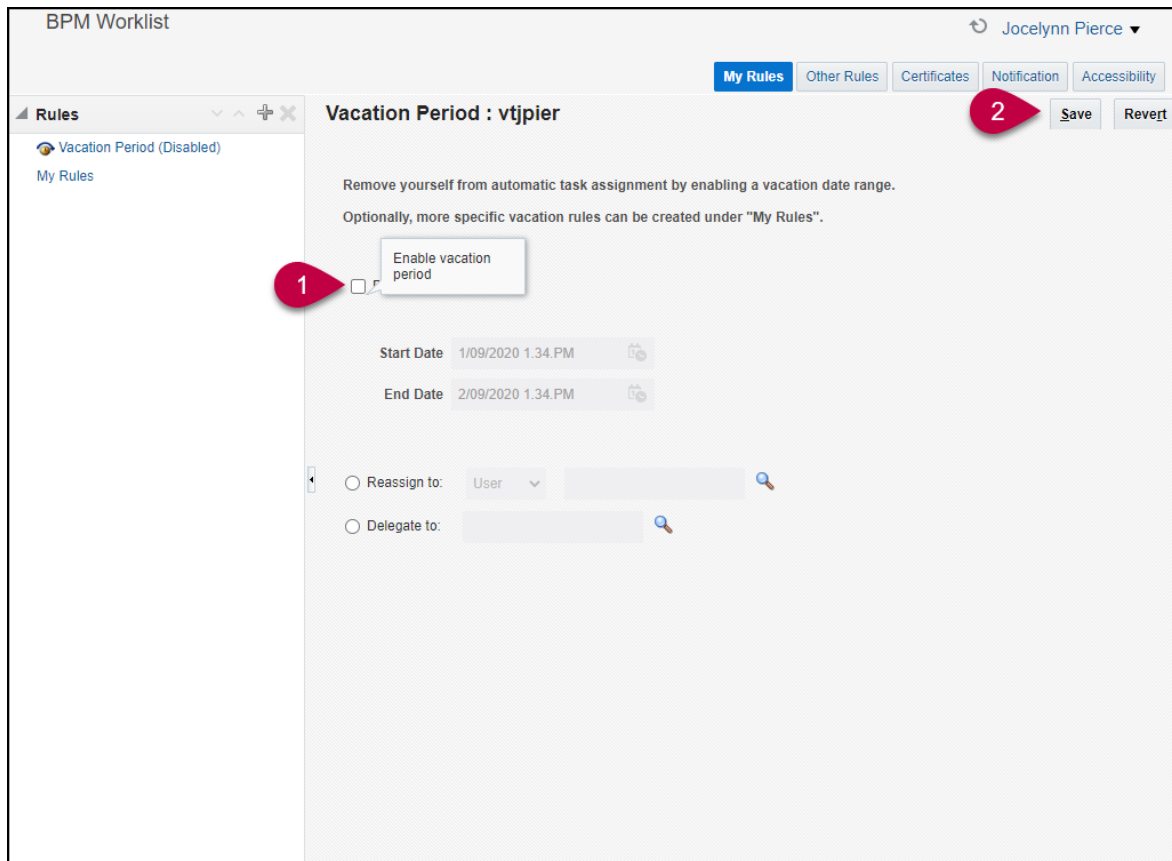 BPM Worklist
Jocelynn Pierce
My Rules
Other Rules
Certificates
Notification
Accessibility
Rules
Vacation Period : vtjpier
2
Save
Revert
Vacation Period (Disabled)
My Rules
Remove yourself from automatic task assignment by enabling a vacation date range.
Optionally, more specific vacation rules can be created under "My Rules".
Enable vacation
period
1
Start Date
1/09/2020 1.34.PM
End Date
2/09/2020 1.34.PM
Reassign to:
User
Delegate to: